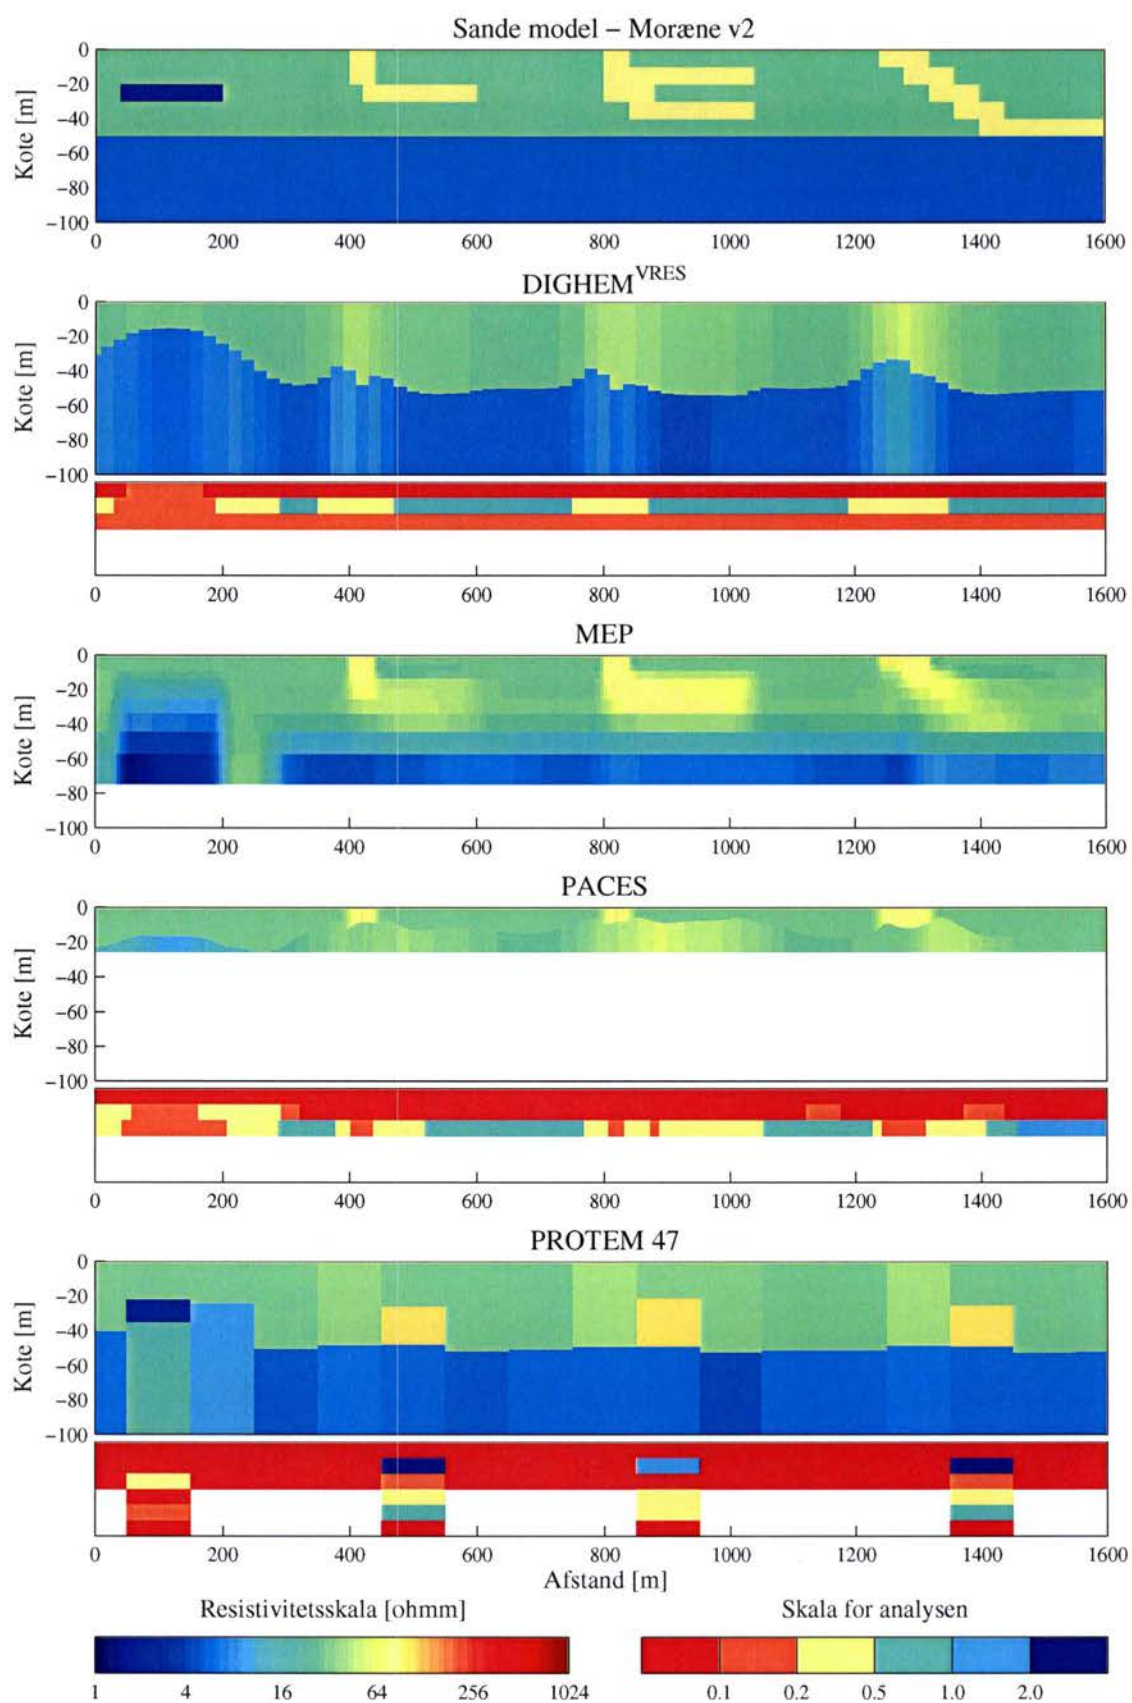 Sande model – Moræne v2
Kote [m]
0
−20
−40
−60
−80
−100
0 200 400 600 800 1000 1200 1400 1600
DIGHEM^VRES
Kote [m]
0
−20
−40
−60
−80
−100
0 200 400 600 800 1000 1200 1400 1600
MEP
Kote [m]
0
−20
−40
−60
−80
−100
0 200 400 600 800 1000 1200 1400 1600
PACES
Kote [m]
0
−20
−40
−60
−80
−100
0 200 400 600 800 1000 1200 1400 1600
PROTEM 47
Kote [m]
0
−20
−40
−60
−80
−100
0 200 400 600 800 1000 1200 1400 1600
Afstand [m]
Resistivitetsskala [ohmm]
1 4 16 64 256 1024
Skala for analysen
0.1 0.2 0.5 1.0 2.0